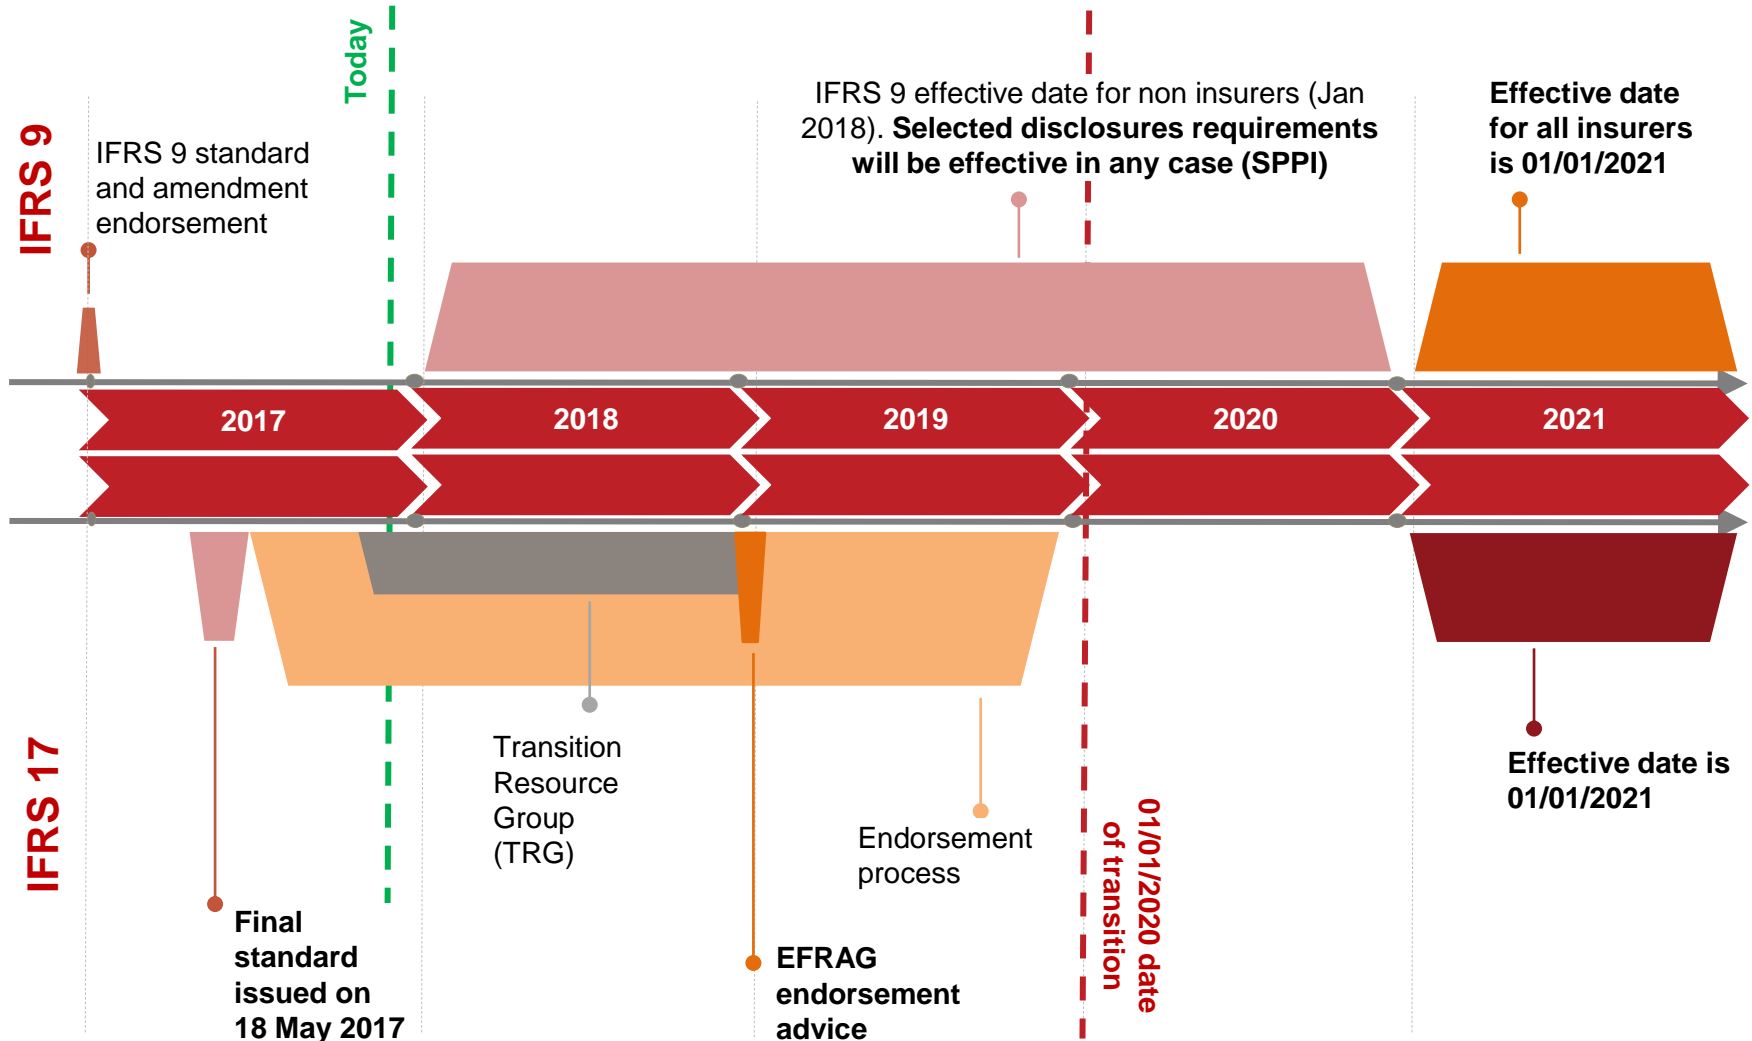 Today
IFRS 9
IFRS 9 standard
and amendment
endorsement
IFRS 9 effective date for non insurers (Jan
2018). Selected disclosures requirements
will be effective in any case (SPPI)
Effective date
for all insurers
is 01/01/2021
2017
2018
2019
2020
2021
IFRS 17
Final
standard
issued on
18 May 2017
Transition
Resource
Group
(TRG)
EFRAG
endorsement
advice
Endorsement
process
01/01/2020 date
of transition
Effective date is
01/01/2021